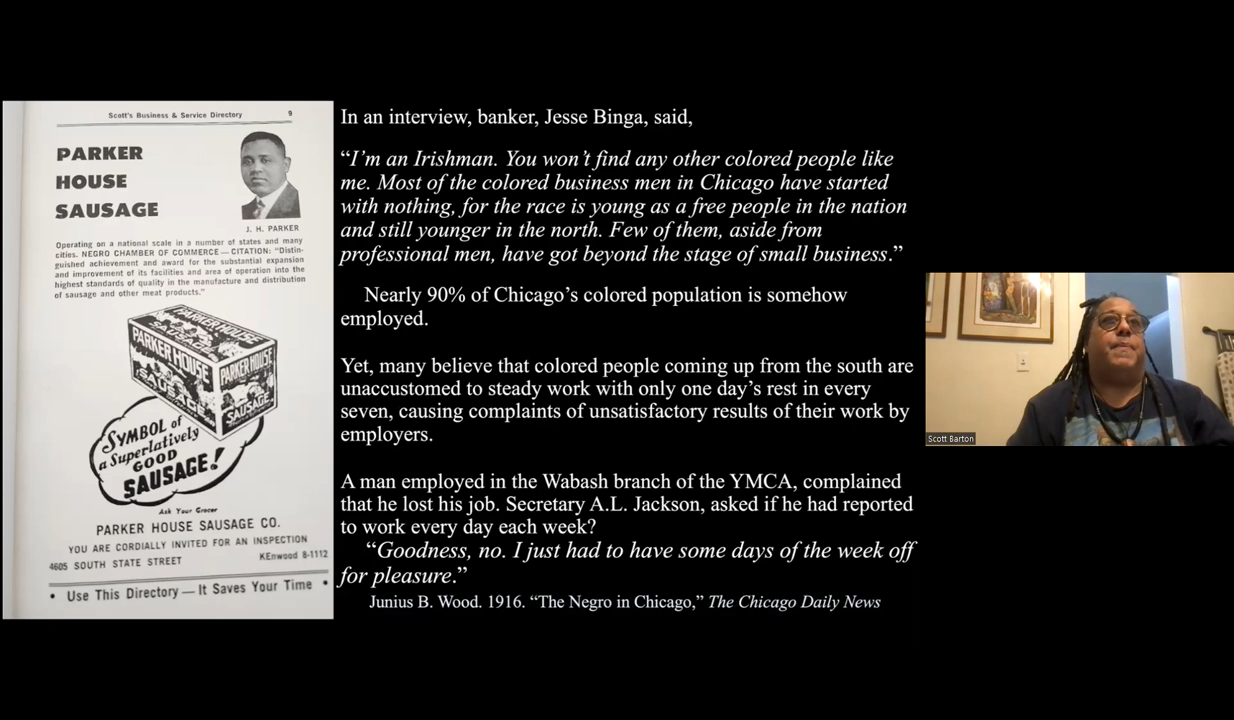 Scott's Business & Service Directory 9
PARKER
HOUSE
SAUSAGE
J. H. PARKER
Operating on a national scale in a number of states and many
cities. NEGRO CHAMBER OF COMMERCE — CITATION: "Distin-
guished achievement and award for the substantial expansion
and improvement of its facilities and area of operation into the
highest standards of quality in the manufacture and distribution
of sausage and other meat products."
PARKER HOUSE
SAUSAGE
PARKER HOUSE
SAUSAGE
PARKER HOUSE
SAUSAGE
SYMBOL of
a Superlatively
GOOD
SAUSAGE!
Ask Your Grocer
PARKER HOUSE SAUSAGE CO.
YOU ARE CORDIALLY INVITED FOR AN INSPECTION
4605 SOUTH STATE STREET KEnwood 8-1112
• Use This Directory — It Saves Your Time •
In an interview, banker, Jesse Binga, said,
“I’m an Irishman. You won’t find any other colored people like
me. Most of the colored business men in Chicago have started
with nothing, for the race is young as a free people in the nation
and still younger in the north. Few of them, aside from
professional men, have got beyond the stage of small business.”
Nearly 90% of Chicago’s colored population is somehow
employed.
Yet, many believe that colored people coming up from the south are
unaccustomed to steady work with only one day’s rest in every
seven, causing complaints of unsatisfactory results of their work by
employers.
A man employed in the Wabash branch of the YMCA, complained
that he lost his job. Secretary A.L. Jackson, asked if he had reported
to work every day each week?
“Goodness, no. I just had to have some days of the week off
for pleasure.”
Junius B. Wood. 1916. “The Negro in Chicago,” The Chicago Daily News
Scott Barton